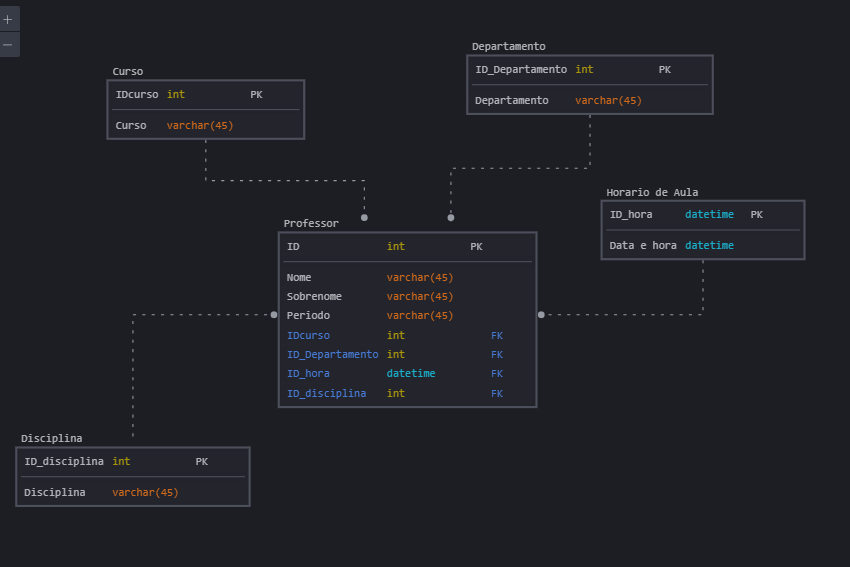 +
−
Curso
IDcurso int PK
Curso varchar(45)
Departamento
ID_Departamento int PK
Departamento varchar(45)
Horario de Aula
ID_hora datetime PK
Data e hora datetime
Professor
ID int PK
Nome varchar(45)
Sobrenome varchar(45)
Periodo varchar(45)
IDcurso int FK
ID_Departamento int FK
ID_hora datetime FK
ID_disciplina int FK
Disciplina
ID_disciplina int PK
Disciplina varchar(45)